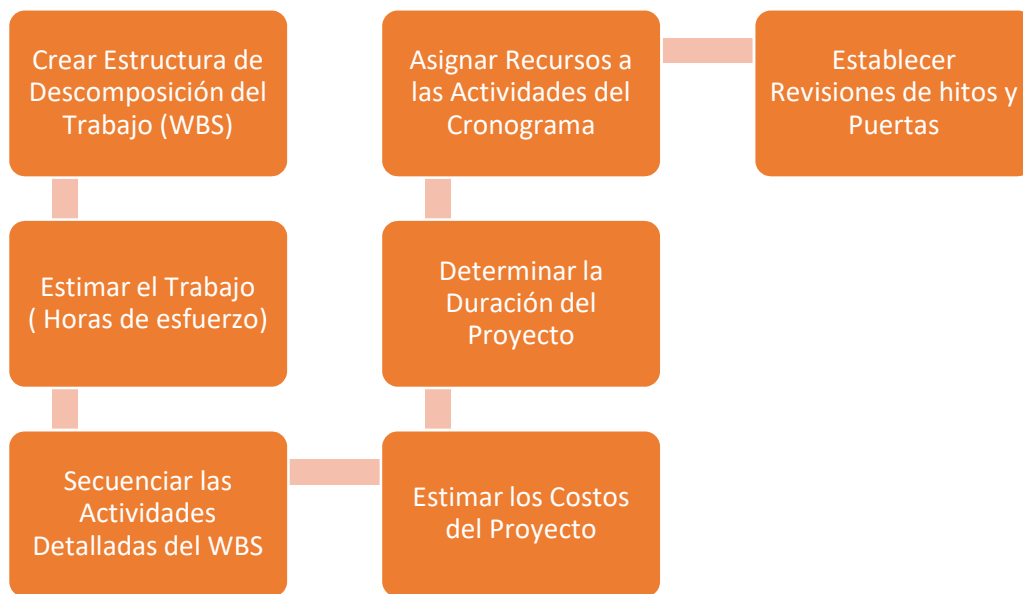 Crear Estructura de
Descomposición del
Trabajo (WBS)
Estimar el Trabajo
( Horas de esfuerzo)
Secuenciar las
Actividades
Detalladas del WBS
Estimar los Costos
del Proyecto
Determinar la
Duración del
Proyecto
Asignar Recursos a
las Actividades del
Cronograma
Establecer
Revisiones de hitos y
Puertas